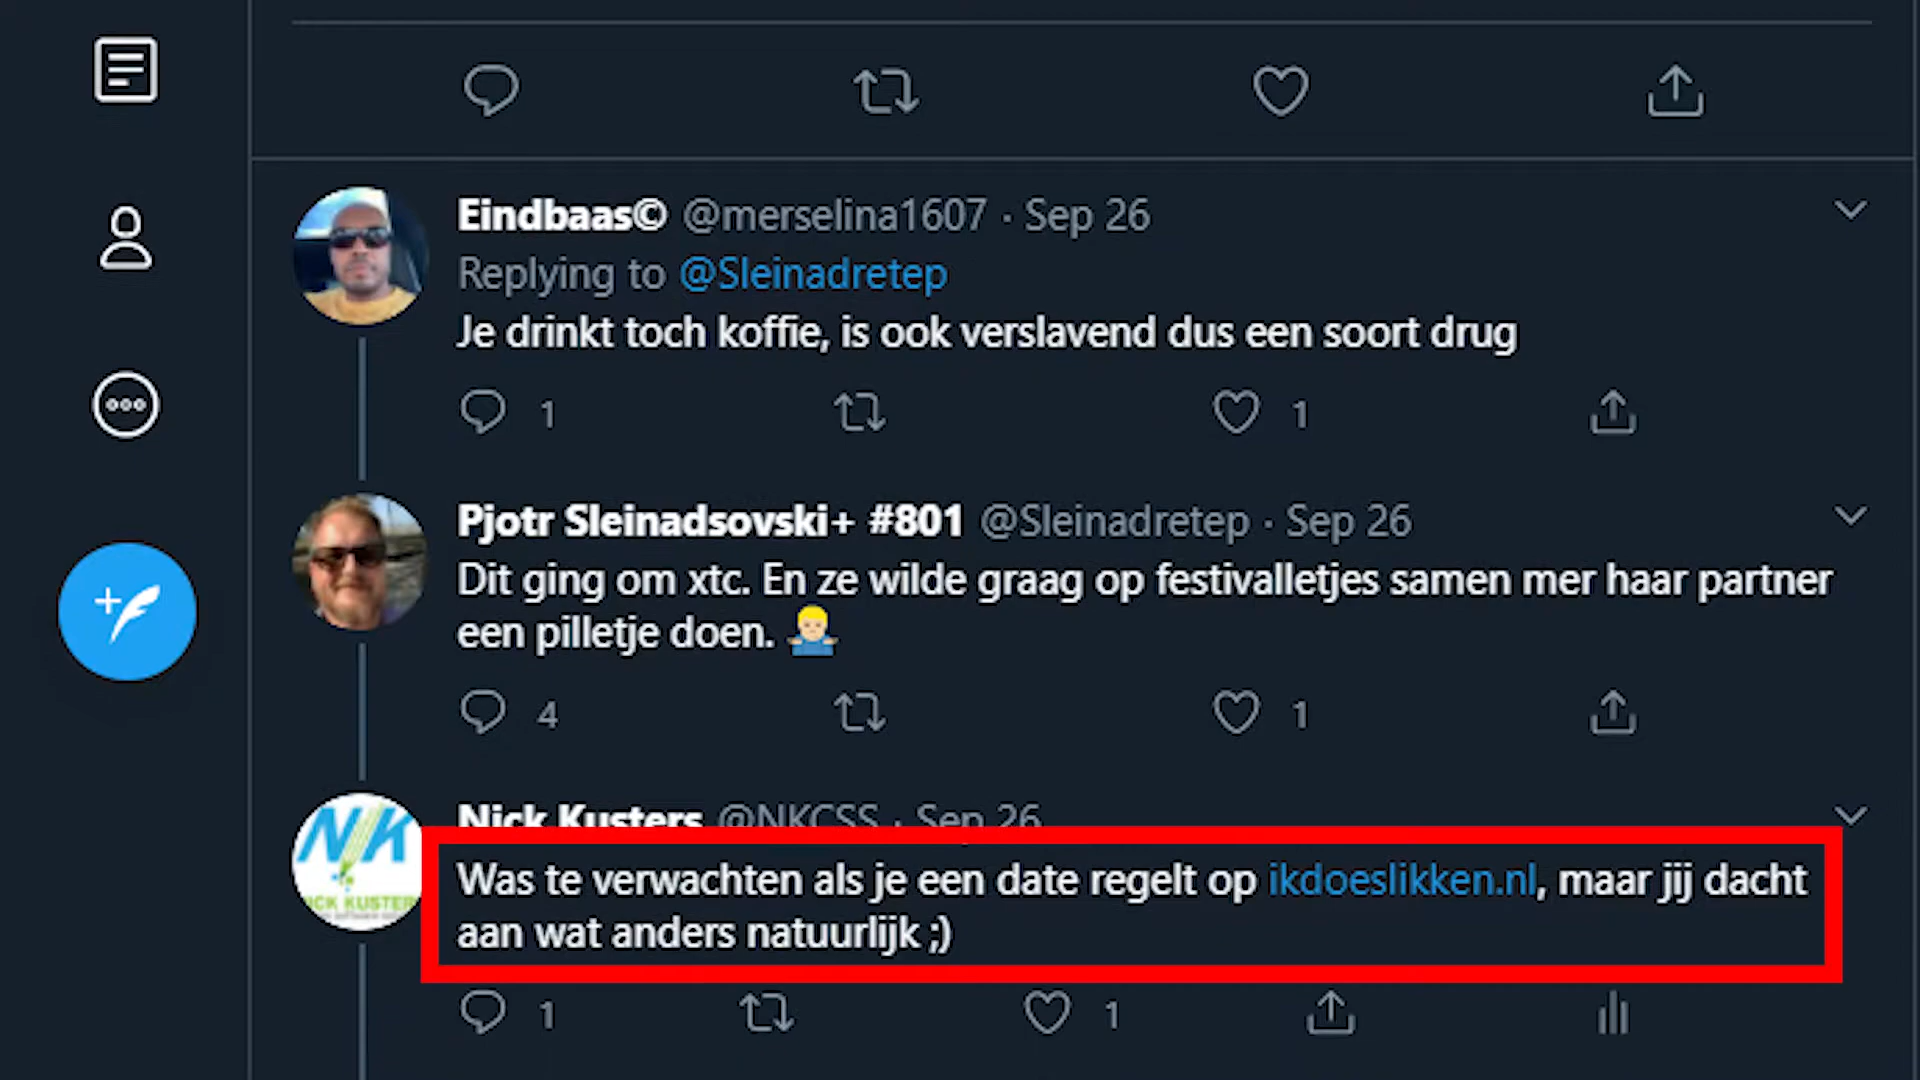 Eindbaas© @merselina1607 · Sep 26
Replying to @Sleinadretep
Je drinkt toch koffie, is ook verslavend dus een soort drug
1 1
Pjotr Sleinadsovski+ #801 @Sleinadretep · Sep 26
Dit ging om xtc. En ze wilde graag op festivalletjes samen mer haar partner
een pilletje doen.
4 1
NK
ICK KUSTER
Nick Kusters @NKCSS · Sep 26
Was te verwachten als je een date regelt op ikdoeslikken.nl, maar jij dacht
aan wat anders natuurlijk ;)
1 1